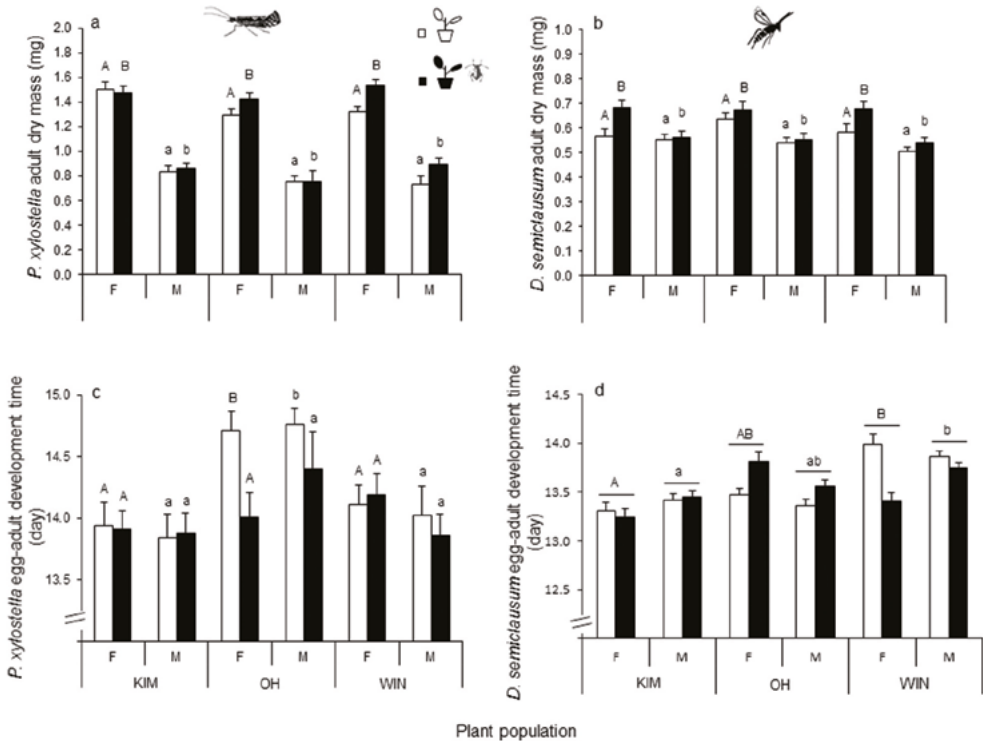 a
P. xylostella adult dry mass (mg)
2.0
1.8
1.6
1.4
1.2
1.0
0.8
0.6
0.4
0.2
0.0
A B A B A B
a b a b a b
F M F M F M
b
D. semiclausum adult dry mass (mg)
1.0
0.9
0.8
0.7
0.6
0.5
0.4
0.3
0.2
0.1
0.0
A B A B A B
a b a b a b
F M F M F M
c
P. xylostella egg-adult development time
(day)
15.0
14.5
14.0
13.5
A A a a B A b a A A a a
F M F M F M
KIM OH WIN
d
D. semiclausum egg-adult development time
(day)
14.5
14.0
13.5
13.0
12.5
A a AB ab B b
F M F M F M
KIM OH WIN
Plant population